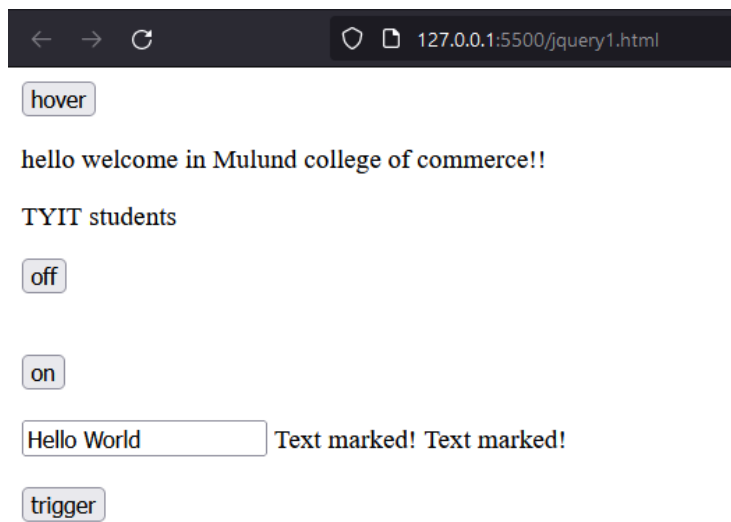 127.0.0.1:5500/jquery1.html
hover
hello welcome in Mulund college of commerce!!
TYIT students
off
on
Hello World Text marked! Text marked!
trigger